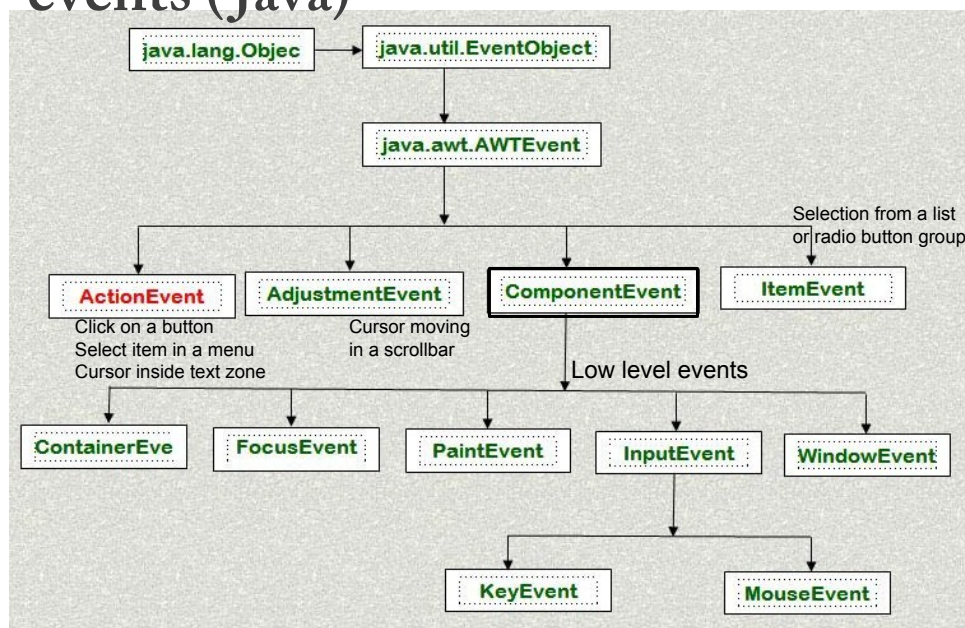 events (Java)
java.lang.Objec
java.util.EventObject
java.awt.AWTEvent
Selection from a list
or radio button group
ActionEvent
AdjustmentEvent
ComponentEvent
ItemEvent
Click on a button
Select item in a menu
Cursor inside text zone
Cursor moving
in a scrollbar
Low level events
ContainerEve
FocusEvent
PaintEvent
InputEvent
WindowEvent
KeyEvent
MouseEvent